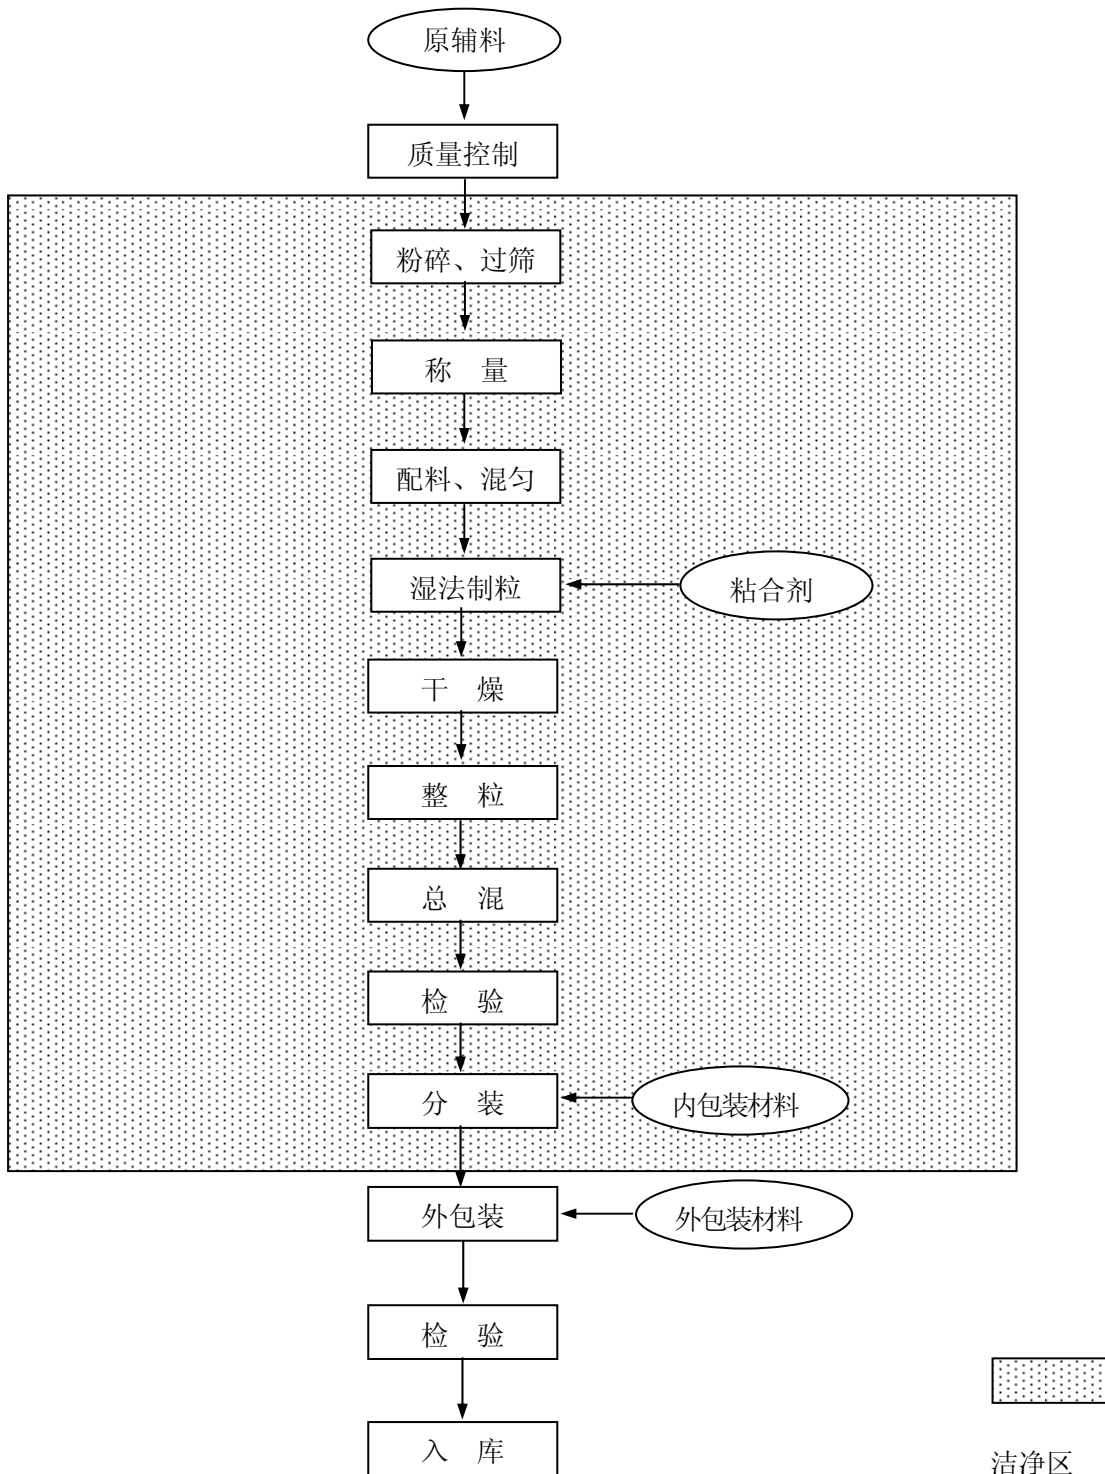 原辅料
质量控制
粉碎、过筛
称 量
配料、混匀
湿法制粒
粘合剂
干 燥
整 粒
总 混
检 验
分 装
内包装材料
外包装
外包装材料
检 验
入 库
洁净区